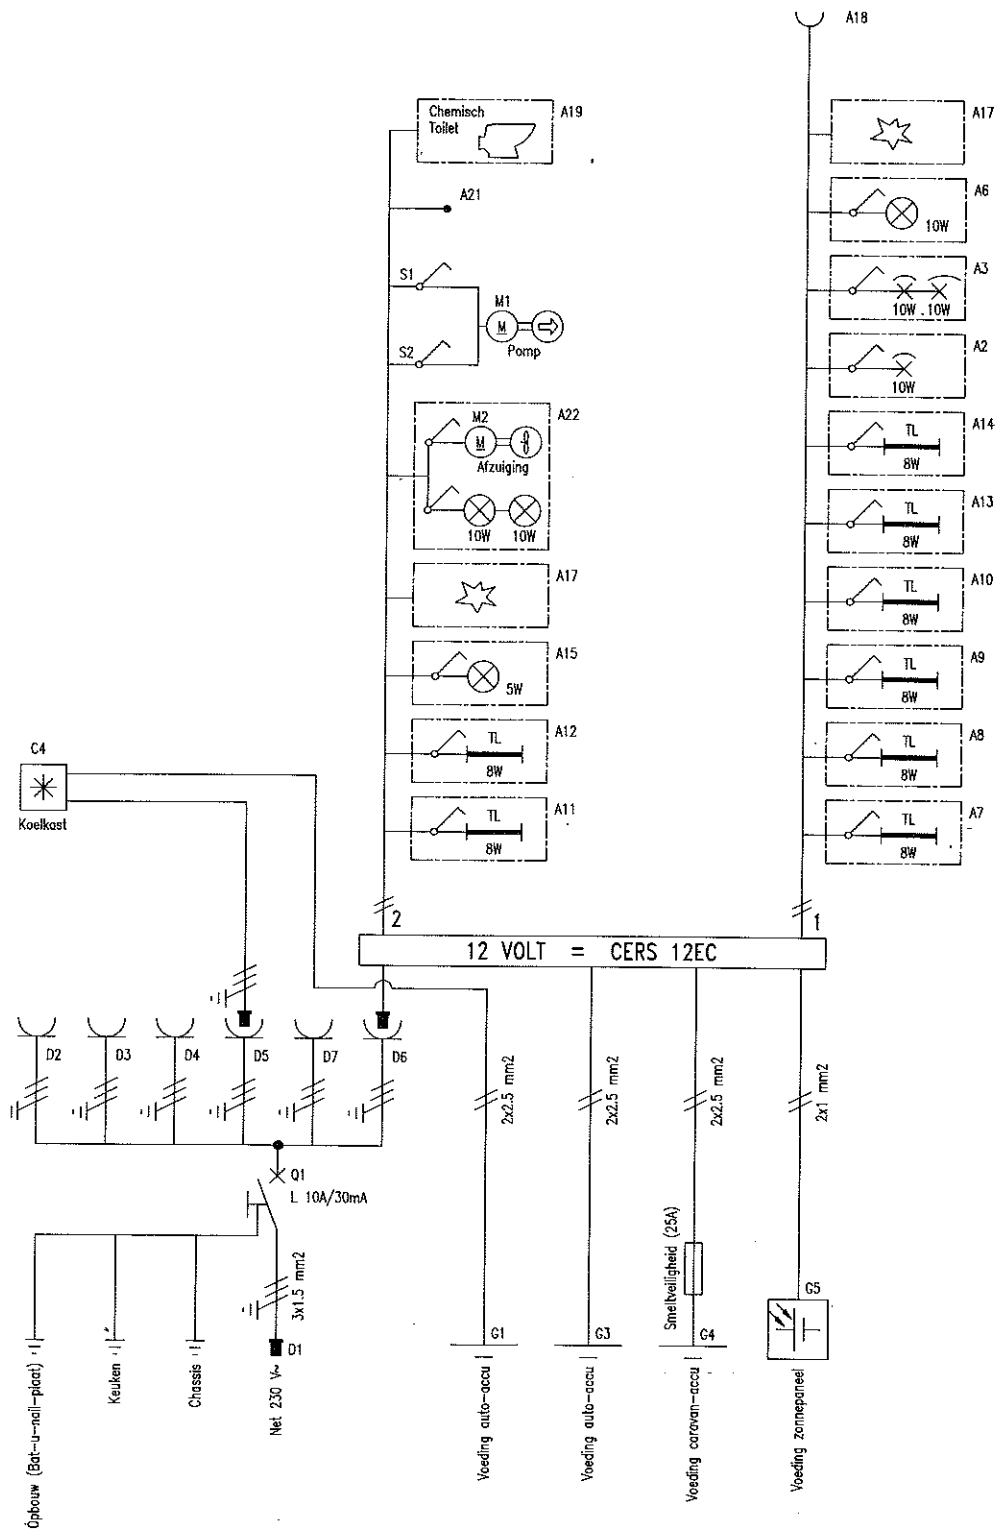 A18
Chemisch
Toilet
A19
A17
A21
A6
10W
S1
A3
10W
10W
M1
M
Pomp
S2
A2
10W
M2
A22
M
Afzuiging
10W
10W
TL
A14
8W
TL
A13
8W
A17
TL
A10
8W
A15
5W
TL
A9
8W
TL
A12
8W
TL
A8
8W
C4
Koelkast
TL
A11
8W
TL
A7
8W
2
1
12 VOLT = CERS 12EC
D2
D3
D4
D5
D7
D6
2x2.5 mm2
2x2.5 mm2
2x2.5 mm2
2x1 mm2
Q1
L 10A/30mA
3x1.5 mm2
Smeltveiligheid (25A)
G5
G1
G3
G4
D1
Opbouw (Bat-u-nail-plaat)
Keuken
Chassis
Net 230 V~
Voeding auto-accu
Voeding auto-accu
Voeding caravan-accu
Voeding zonnepaneel